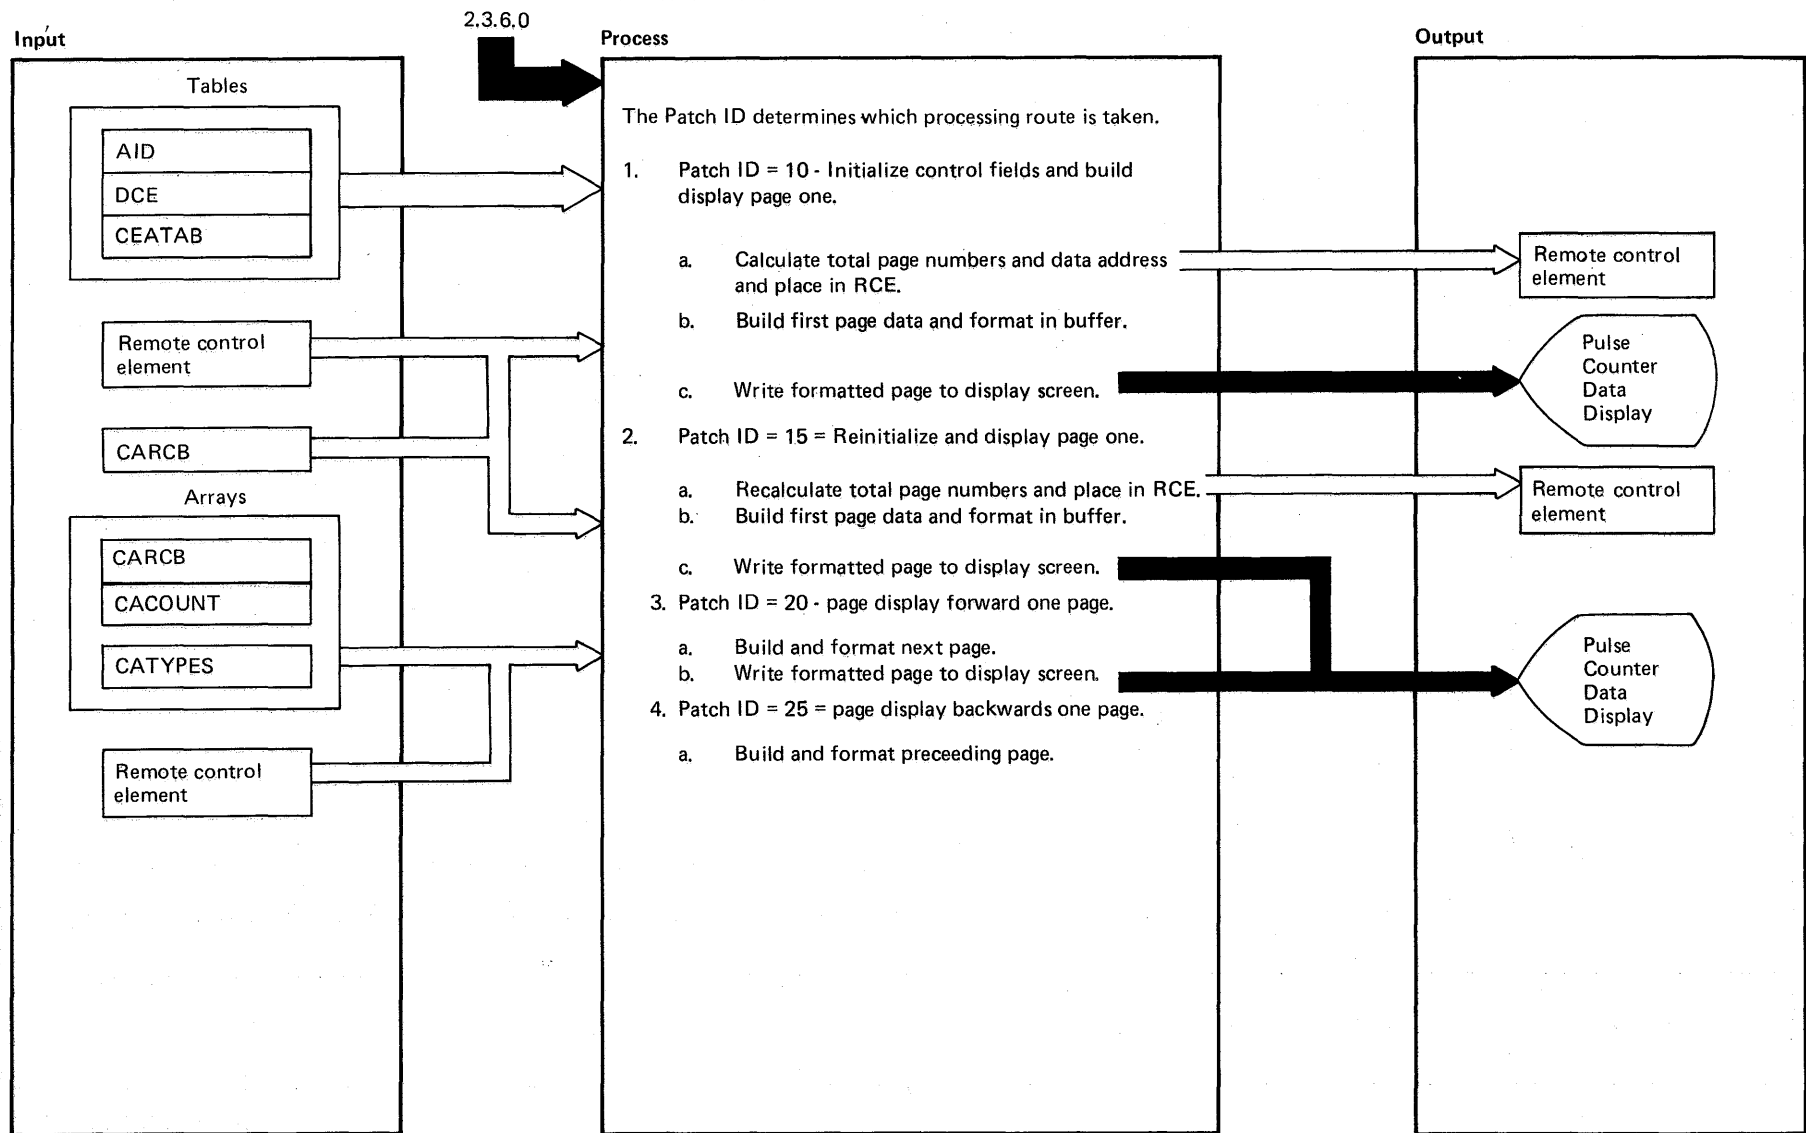 2.3.6.0
Input
Process
Output
Tables
AID
DCE
CEATAB
Remote control
element
CARCB
Arrays
CARCB
CACOUNT
CATYPES
Remote control
element
The Patch ID determines which processing route is taken.
1. Patch ID = 10 - Initialize control fields and build
display page one.
a. Calculate total page numbers and data address
and place in RCE.
b. Build first page data and format in buffer.
c. Write formatted page to display screen.
2. Patch ID = 15 = Reinitialize and display page one.
a. Recalculate total page numbers and place in RCE.
b. Build first page data and format in buffer.
c. Write formatted page to display screen.
3. Patch ID = 20 - page display forward one page.
a. Build and format next page.
b. Write formatted page to display screen.
4. Patch ID = 25 = page display backwards one page.
a. Build and format preceeding page.
Remote control
element
Pulse
Counter
Data
Display
Remote control
element
Pulse
Counter
Data
Display